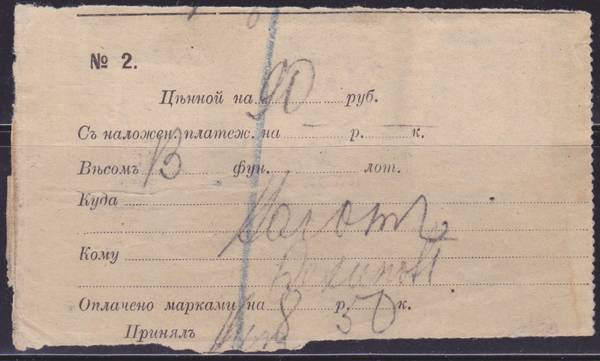 № 2.
Цѣнной на 90 руб.
Съ наложен. платеж. на р. к.
Вѣсомъ 13 фун. лот.
Куда
Кому
Оплачено марками на 8 р. 50 к.
Принялъ